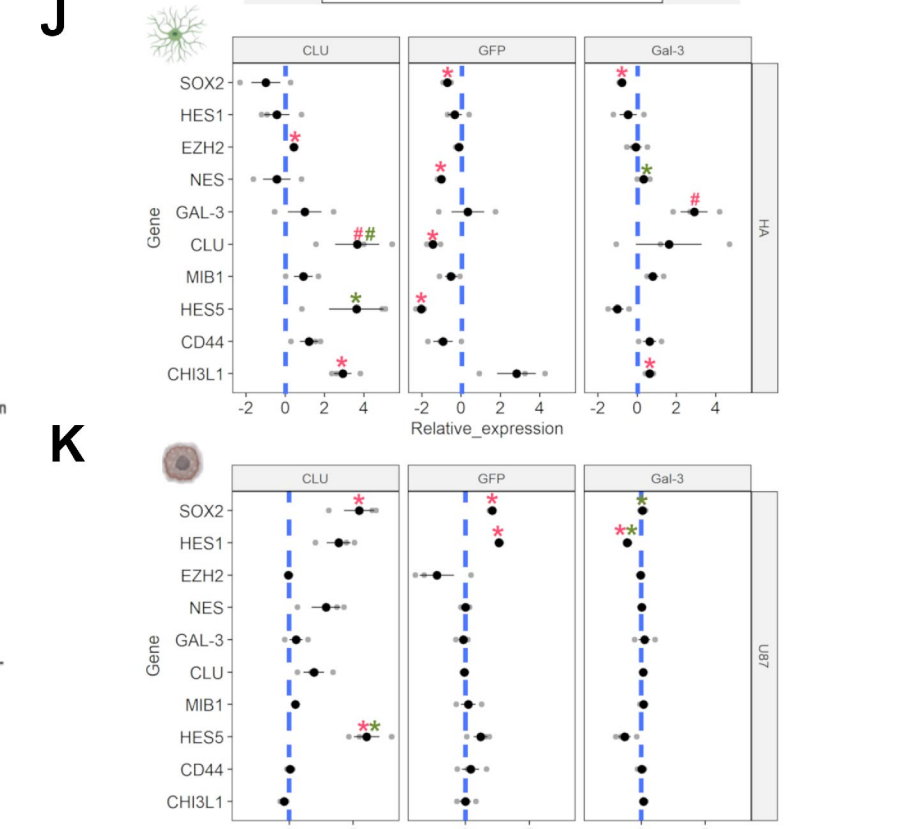 J
CLU GFP Gal-3
SOX2
HES1
EZH2
NES
GAL-3
CLU
MIB1
HES5
CD44
CHI3L1
Gene
HA
* * *
*
* *
#
# # *
* *
* *
-2 0 2 4 -2 0 2 4 -2 0 2 4
Relative_expression
n
K
CLU GFP Gal-3
SOX2
HES1
EZH2
NES
GAL-3
CLU
MIB1
HES5
CD44
CHI3L1
Gene
U87
* * *
* * *
* *